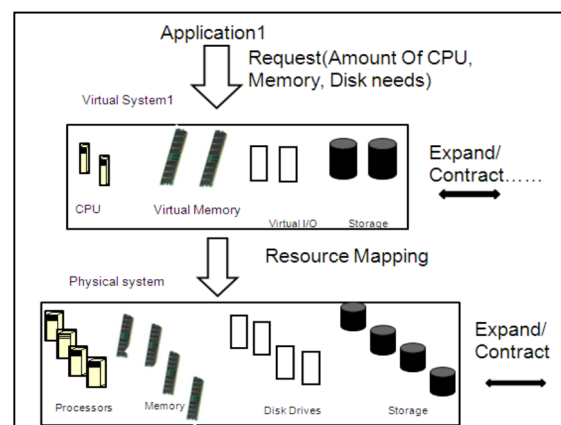 Application1
Request(Amount Of CPU,
Memory, Disk needs)
Virtual System1
Expand/
Contract......
CPU
Virtual Memory
Virtual I/O
Storage
Resource Mapping
Physical system
Expand/
Contract
Processors
Memory
Disk Drives
Storage